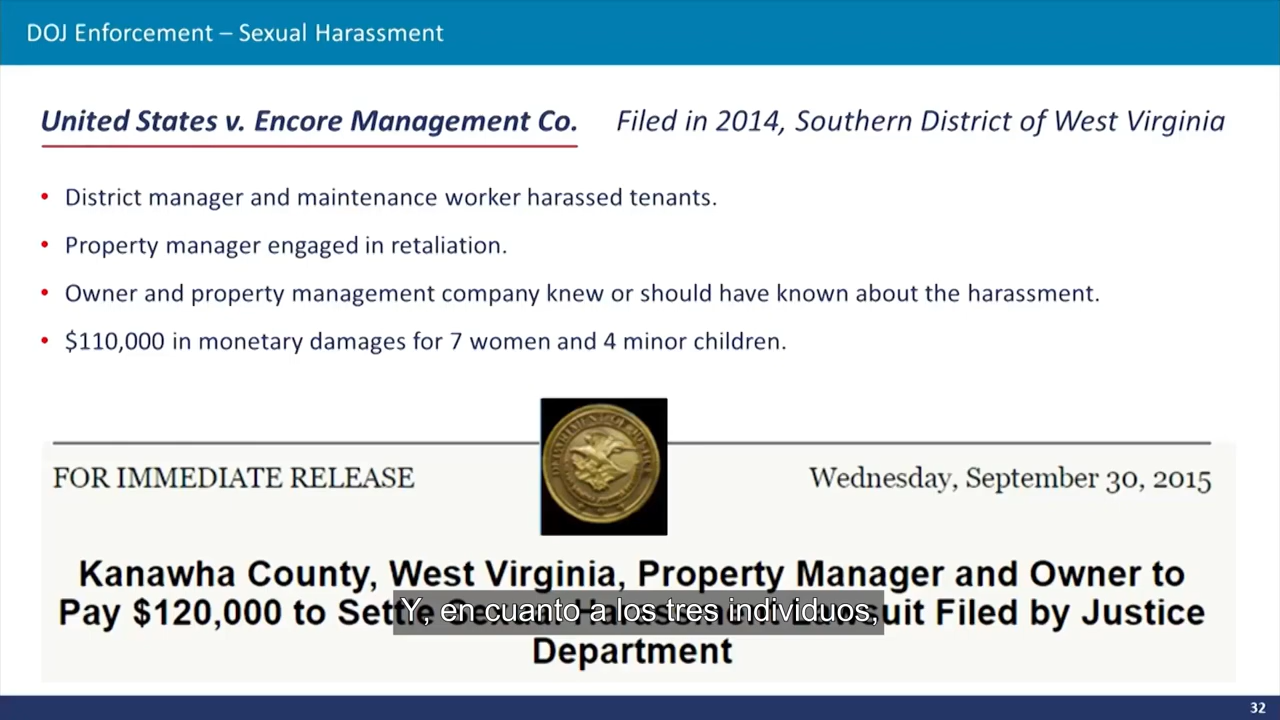 DOJ Enforcement – Sexual Harassment
United States v. Encore Management Co. Filed in 2014, Southern District of West Virginia
• District manager and maintenance worker harassed tenants.
• Property manager engaged in retaliation.
• Owner and property management company knew or should have known about the harassment.
• $110,000 in monetary damages for 7 women and 4 minor children.
FOR IMMEDIATE RELEASE
Wednesday, September 30, 2015
Kanawha County, West Virginia, Property Manager and Owner to
Pay $120,000 to Settle Sexual Harassment Lawsuit Filed by Justice
Department
Y, en cuanto a los tres individuos,
32